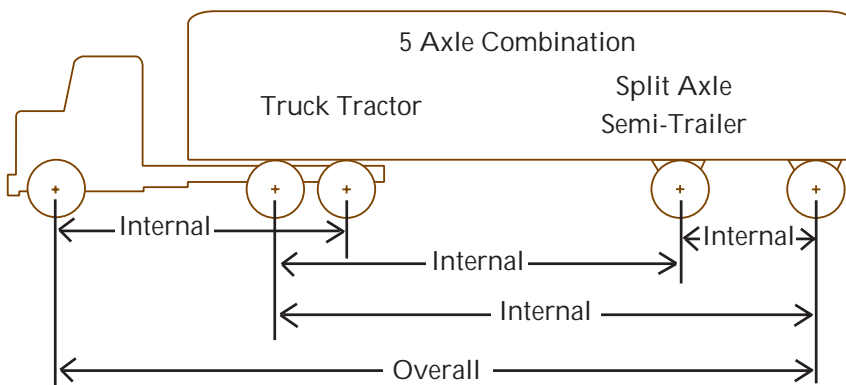 5 Axle Combination
Truck Tractor
Split Axle
Semi-Trailer
Internal
Internal
Internal
Internal
Overall